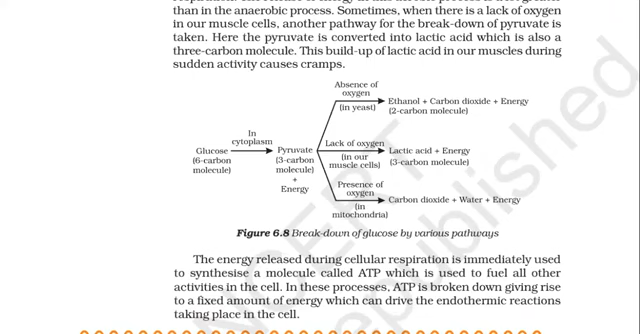 than in the anaerobic process. Sometimes, when there is a lack of oxygen
in our muscle cells, another pathway for the break-down of pyruvate is
taken. Here the pyruvate is converted into lactic acid which is also a
three-carbon molecule. This build-up of lactic acid in our muscles during
sudden activity causes cramps.
Absence of
oxygen
(in yeast)
Ethanol + Carbon dioxide + Energy
(2-carbon molecule)
In
cytoplasm
Glucose
(6-carbon
molecule)
Pyruvate
(3-carbon
molecule)
+
Energy
Lack of oxygen
(in our
muscle cells)
Lactic acid + Energy
(3-carbon molecule)
Presence of
oxygen
(in
mitochondria)
Carbon dioxide + Water + Energy
Figure 6.8 Break-down of glucose by various pathways
The energy released during cellular respiration is immediately used
to synthesise a molecule called ATP which is used to fuel all other
activities in the cell. In these processes, ATP is broken down giving rise
to a fixed amount of energy which can drive the endothermic reactions
taking place in the cell.